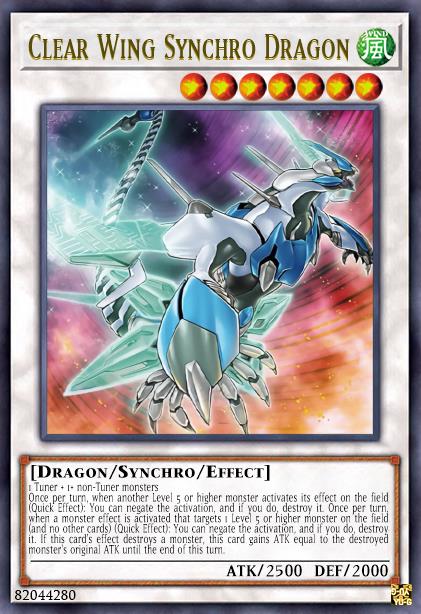 CLEAR WING SYNCHRO DRAGON
WIND
風
[DRAGON/SYNCHRO/EFFECT]
1 Tuner + 1+ non-Tuner monsters
Once per turn, when another Level 5 or higher monster activates its effect on the field
(Quick Effect): You can negate the activation, and if you do, destroy it. Once per turn,
when a monster effect is activated that targets 1 Level 5 or higher monster on the field
(and no other cards) (Quick Effect): You can negate the activation, and if you do, destroy
it. If this card's effect destroys a monster, this card gains ATK equal to the destroyed
monster's original ATK until the end of this turn.
ATK/2500 DEF/2000
82044280